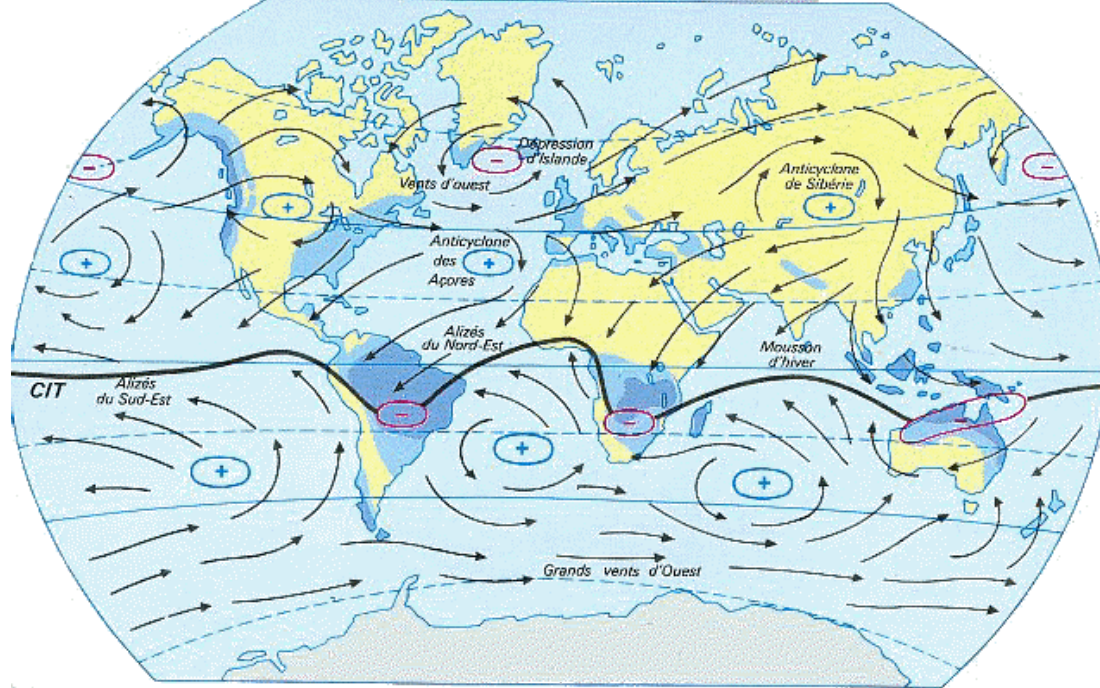 Dépression
d'Islande
Vents d'ouest
Anticyclone
de Sibérie
-
-
-
+
+
Anticyclone
des
Açores
+
+
Alizés
du Nord-Est
Mousson
d'hiver
CIT
Alizés
du Sud-Est
-
-
-
+
+
+
Grands vents d'Ouest